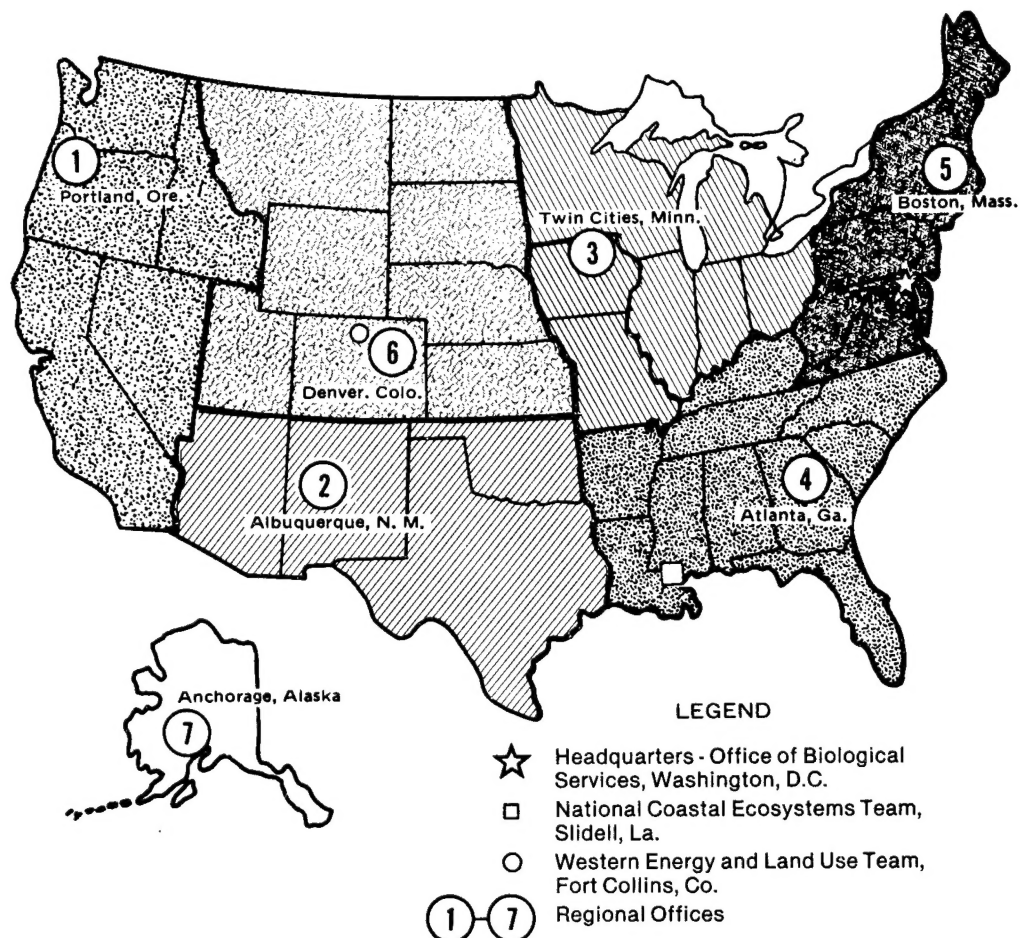 1
Portland, Ore.
5
Boston, Mass.
Twin Cities, Minn.
3
6
Denver. Colo.
2
Albuquerque, N. M.
4
Atlanta, Ga.
Anchorage, Alaska
7
LEGEND
Headquarters - Office of Biological
Services, Washington, D.C.
National Coastal Ecosystems Team,
Slidell, La.
Western Energy and Land Use Team,
Fort Collins, Co.
1 - 7 Regional Offices